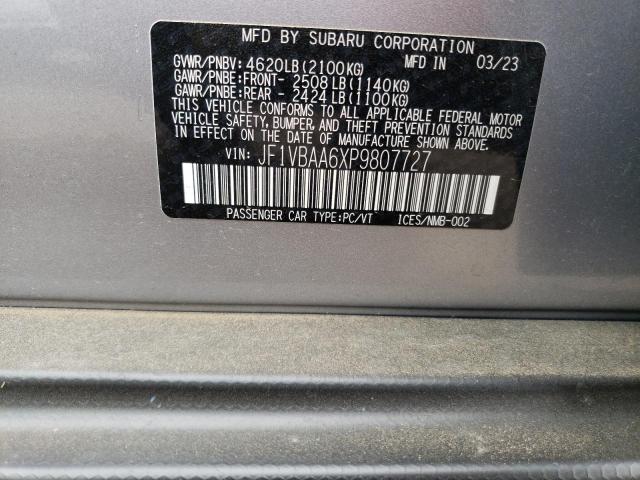 MFD BY SUBARU CORPORATION
GVWR/PNBV: 4620LB(2100KG) MFD IN 03/23
GAWR/PNBE:FRONT- 2508LB(1140KG)
GAWR/PNBE:REAR - 2424LB(1100KG)
THIS VEHICLE CONFORMS TO ALL APPLICABLE FEDERAL MOTOR
VEHICLE SAFETY, BUMPER, AND THEFT PREVENTION STANDARDS
IN EFFECT ON THE DATE OF MANUFACTURE SHOWN ABOVE.
VIN: JF1VBAA6XP9807727
PASSENGER CAR TYPE:PC/VT ICES/NMB-002